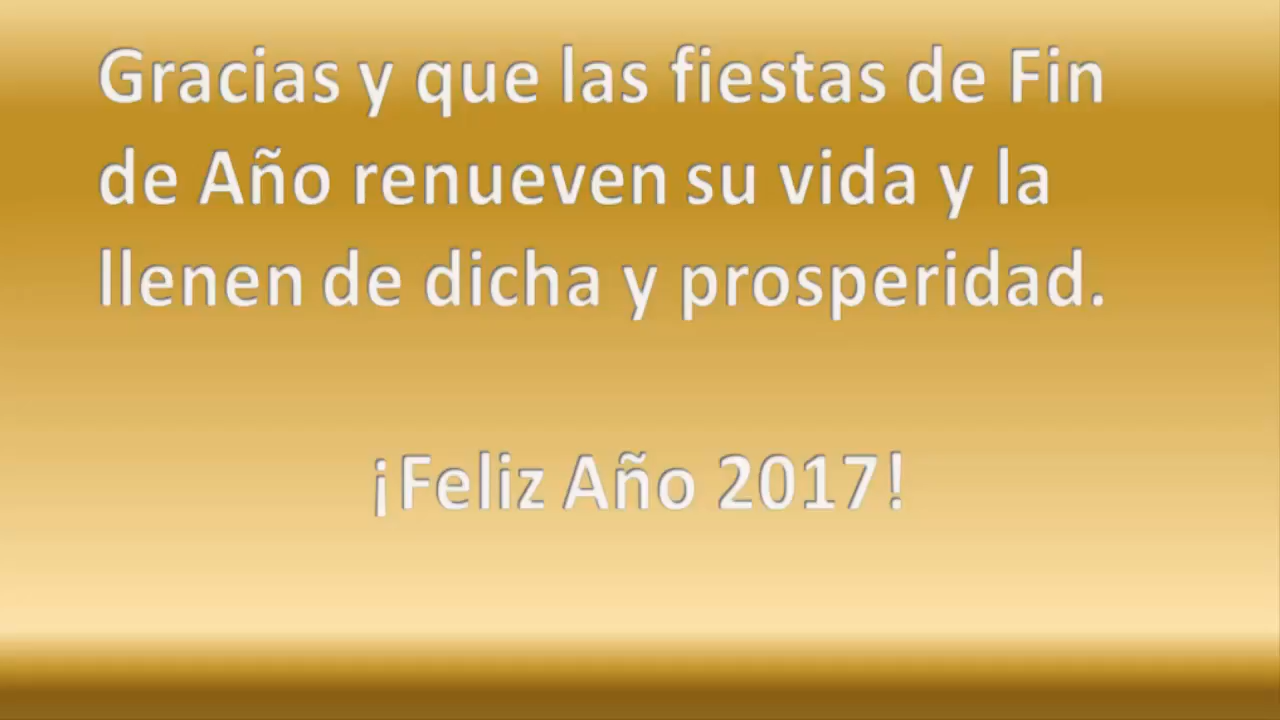 Gracias y que las fiestas de Fin
de Año renueven su vida y la
llenen de dicha y prosperidad.
¡Feliz Año 2017!